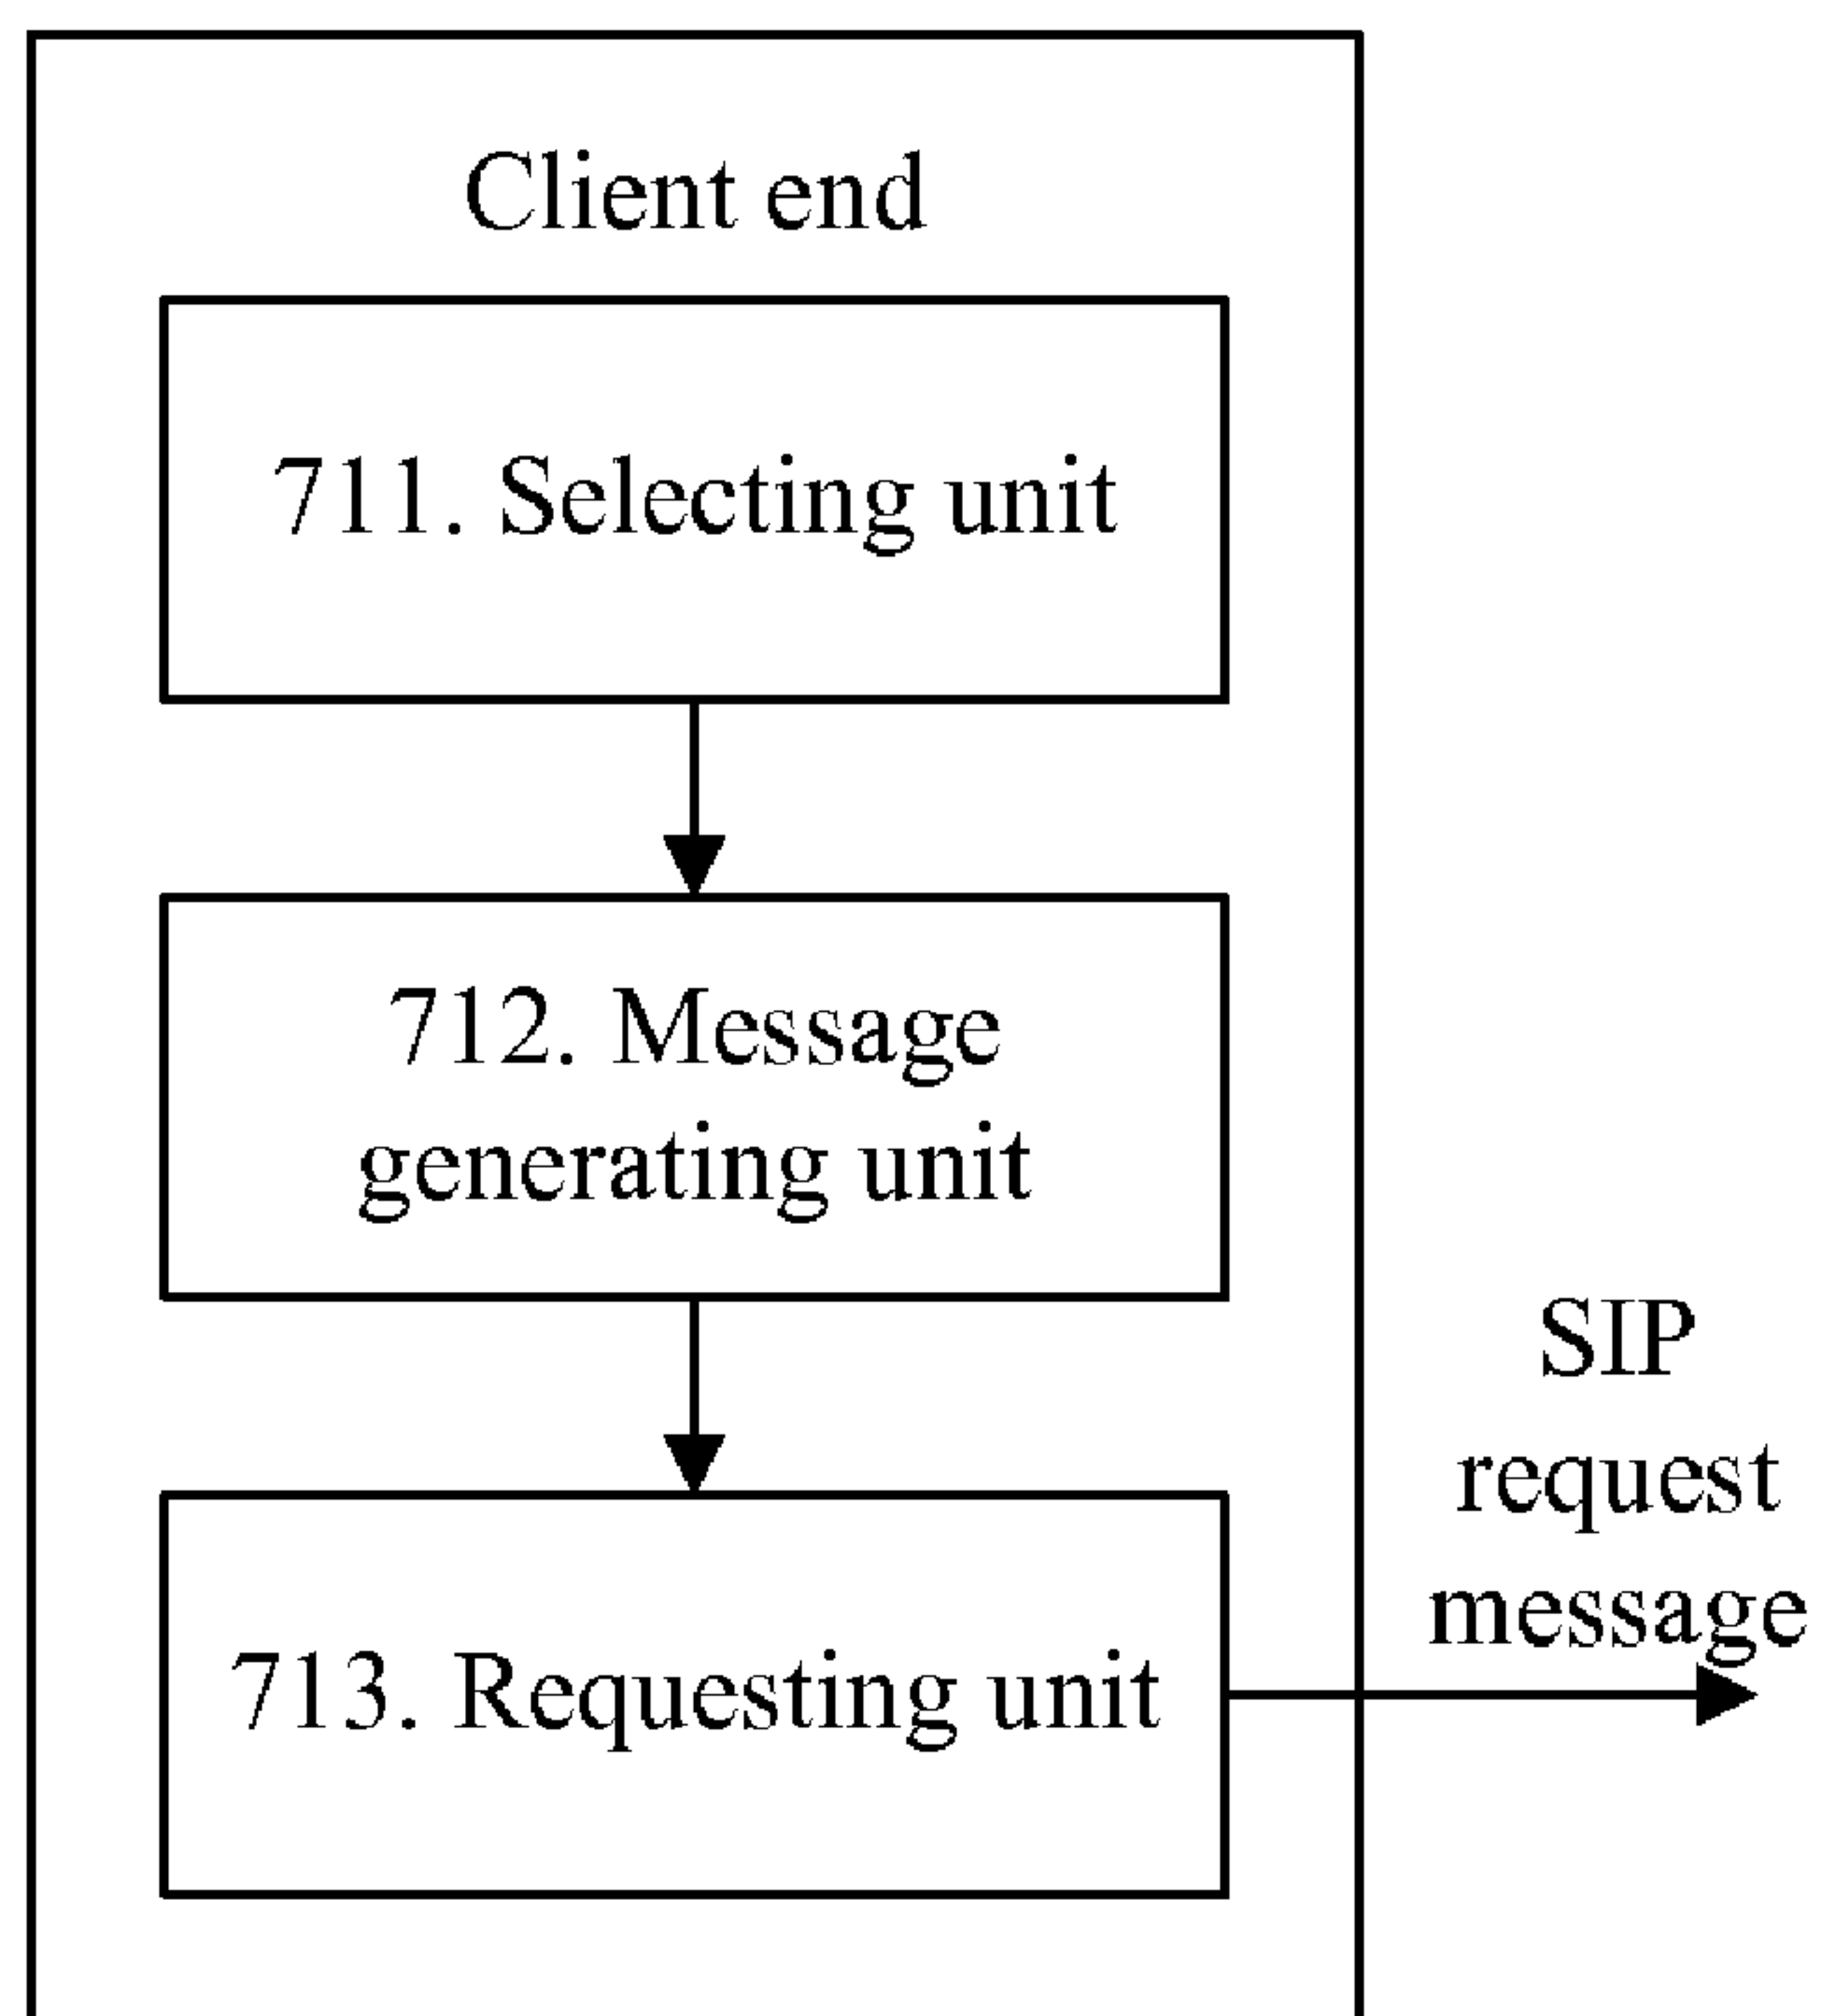 Client end
711. Selecting unit
712. Message
generating unit
SIP
request
message
713. Requesting unit